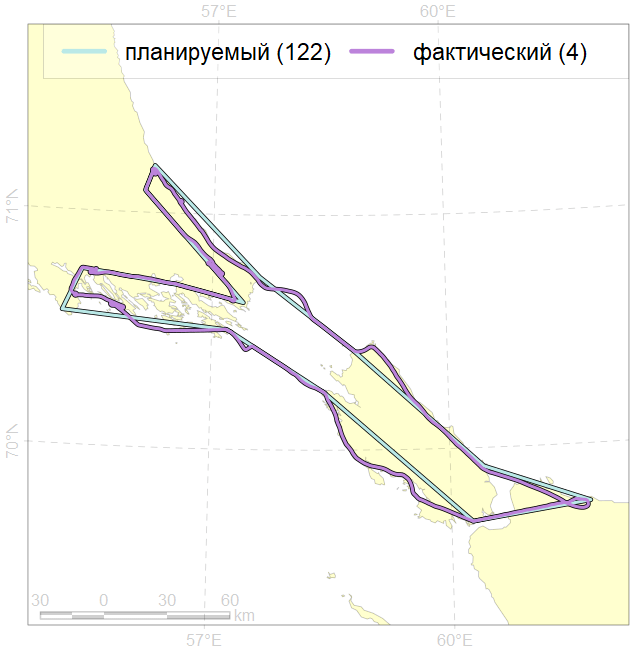 57°E 60°E
планируемый (122) фактический (4)
71°N
70°N
30 0 30 60
km
57°E 60°E